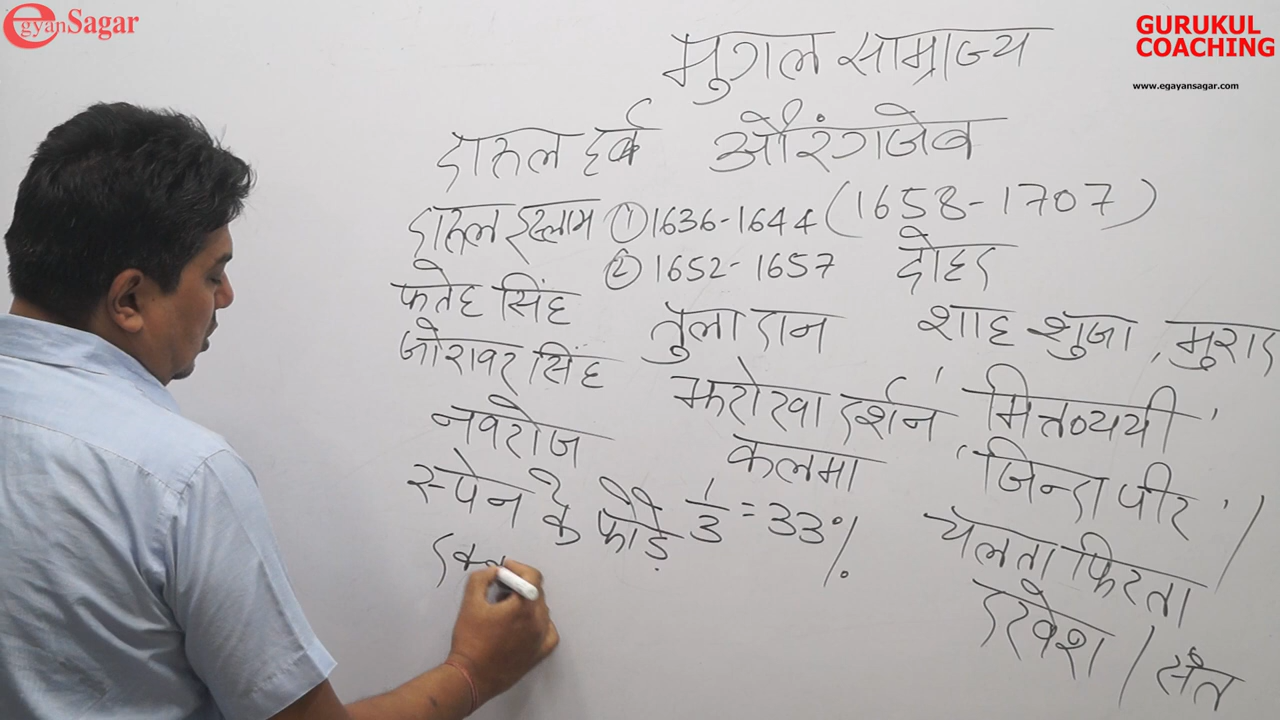 egyanSagar
GURUKUL
COACHING
www.egayansagar.com
मुगल साम्राज्य
दारुल हर्ब औरंगजेब
दारुल इस्लाम ① 1636-1644 (1658-1707)
② 1652-1657 दोहद
फतेह सिंह
तुलादान शाह शुजा, मुराद
जोरावर सिंह
झरोखा दर्शन 'मितव्ययी'
नवरोज कलमा 'जिन्दा पीर' /
स्पेन के फोड़े 1/3 = 33%.
चलता फिरता
दरवेश / संत